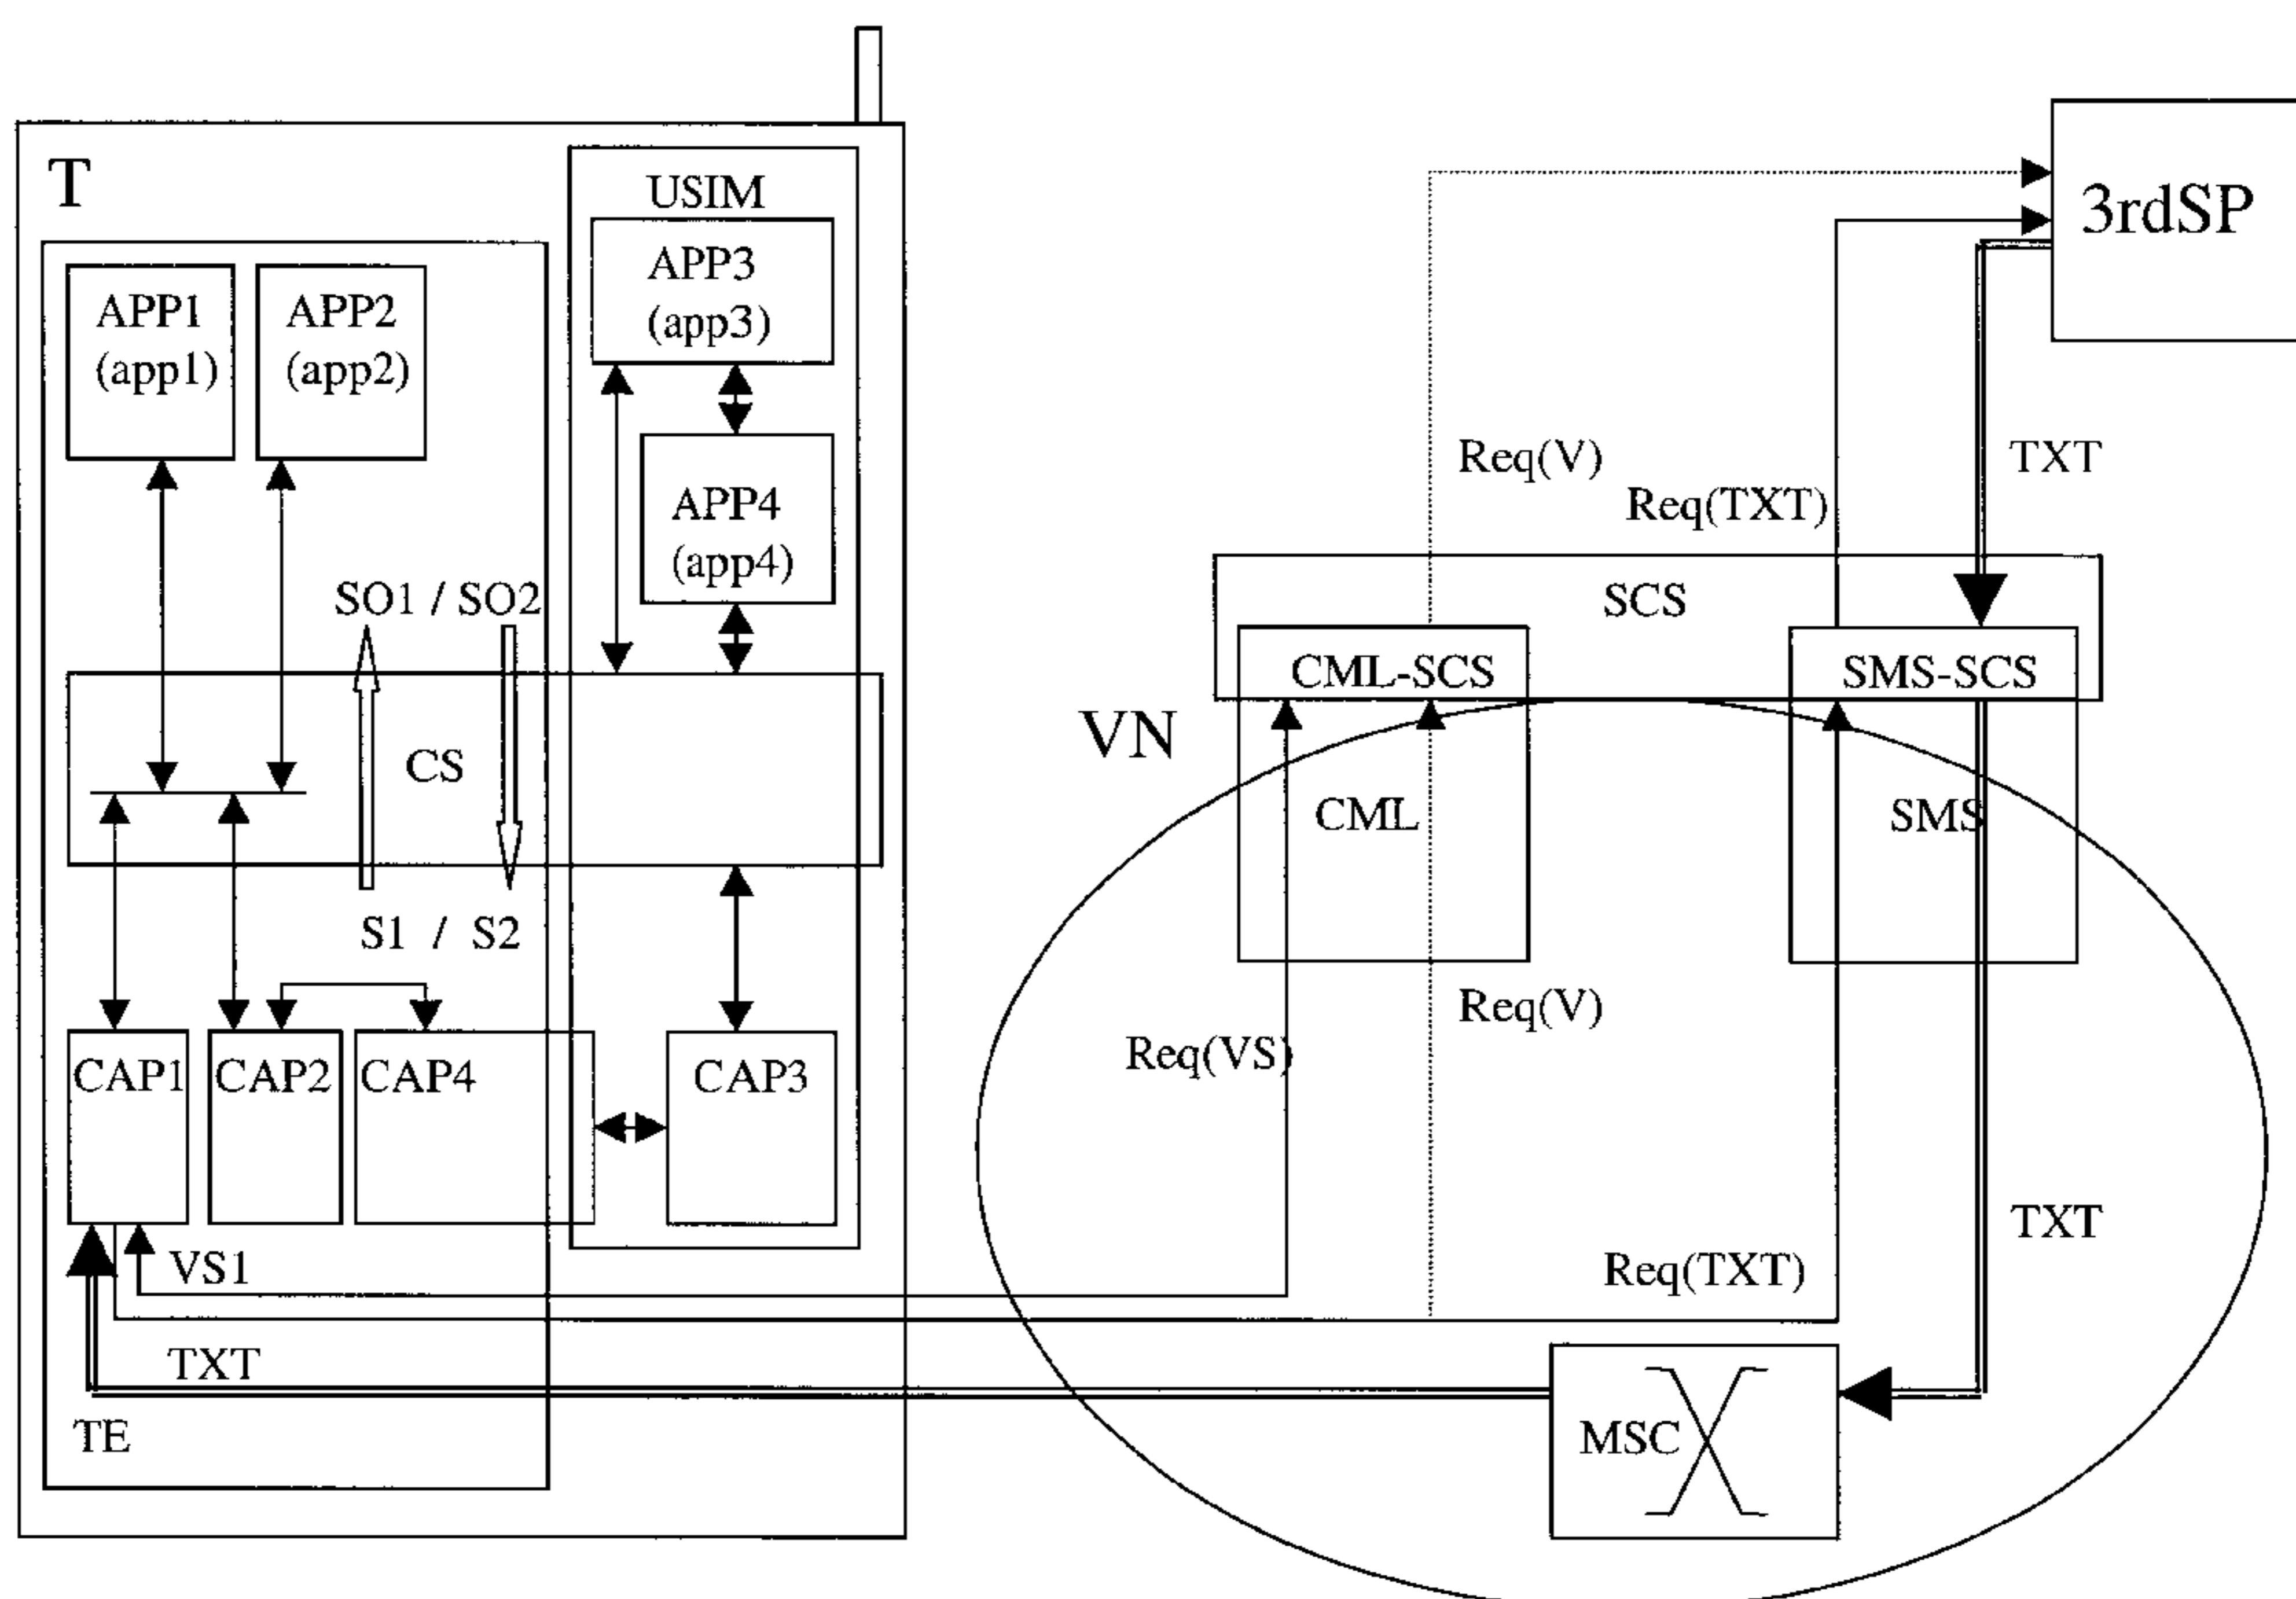 T
USIM
APP1
(app1)
APP2
(app2)
APP3
(app3)
APP4
(app4)
SO1 / SO2
CS
S1 / S2
CAP1
CAP2
CAP4
CAP3
VS1
TXT
TE
3rdSP
Req(V)
TXT
Req(TXT)
SCS
CML-SCS
SMS-SCS
VN
CML
SMS
Req(V)
Req(VS)
TXT
Req(TXT)
MSC